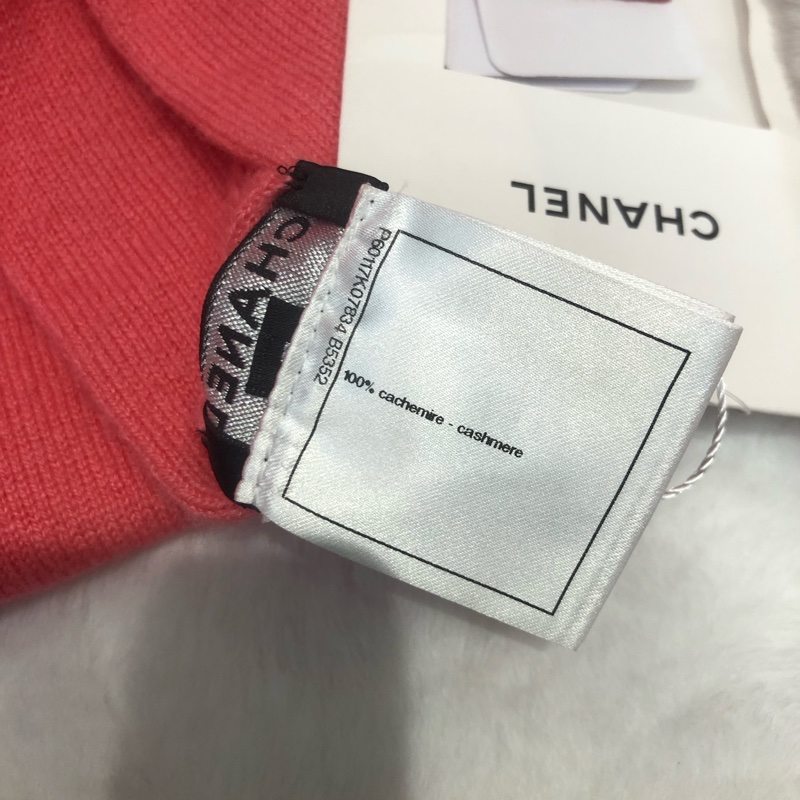 CHANEL
CHANEL
P60117K07834 B5352
100% cachemire - cashmere